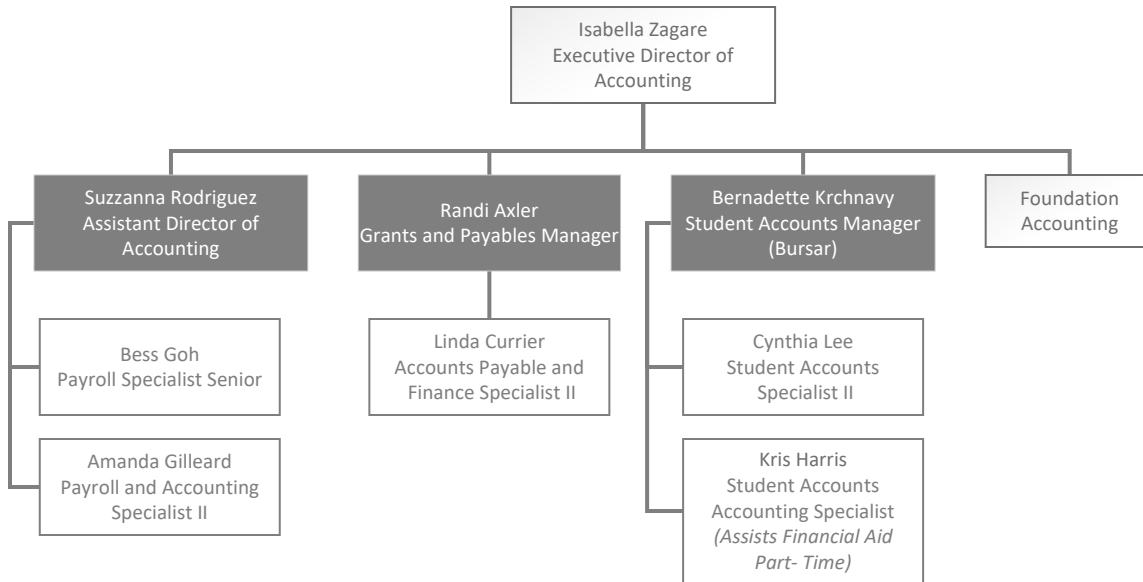 Isabella Zagare
Executive Director of
Accounting
Suzzanna Rodriguez
Assistant Director of
Accounting
Randi Axler
Grants and Payables Manager
Bernadette Krchnavy
Student Accounts Manager
(Bursar)
Foundation
Accounting
Bess Goh
Payroll Specialist Senior
Linda Currier
Accounts Payable and
Finance Specialist II
Cynthia Lee
Student Accounts
Specialist II
Amanda Gilleard
Payroll and Accounting
Specialist II
Kris Harris
Student Accounts
Accounting Specialist
(Assists Financial Aid
Part- Time)